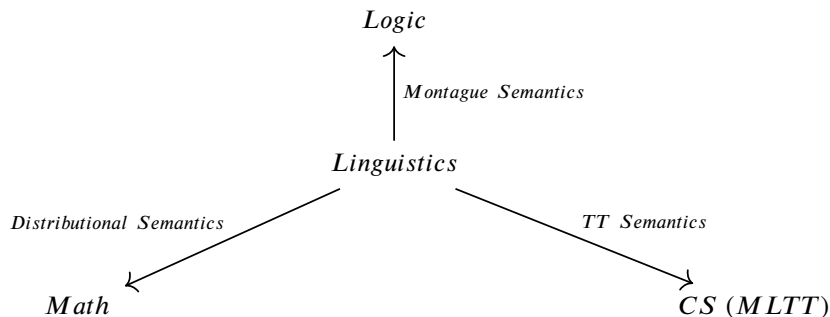 Logic
Montague Semantics
Linguistics
Distributional Semantics
TT Semantics
Math
CS (MLTT)